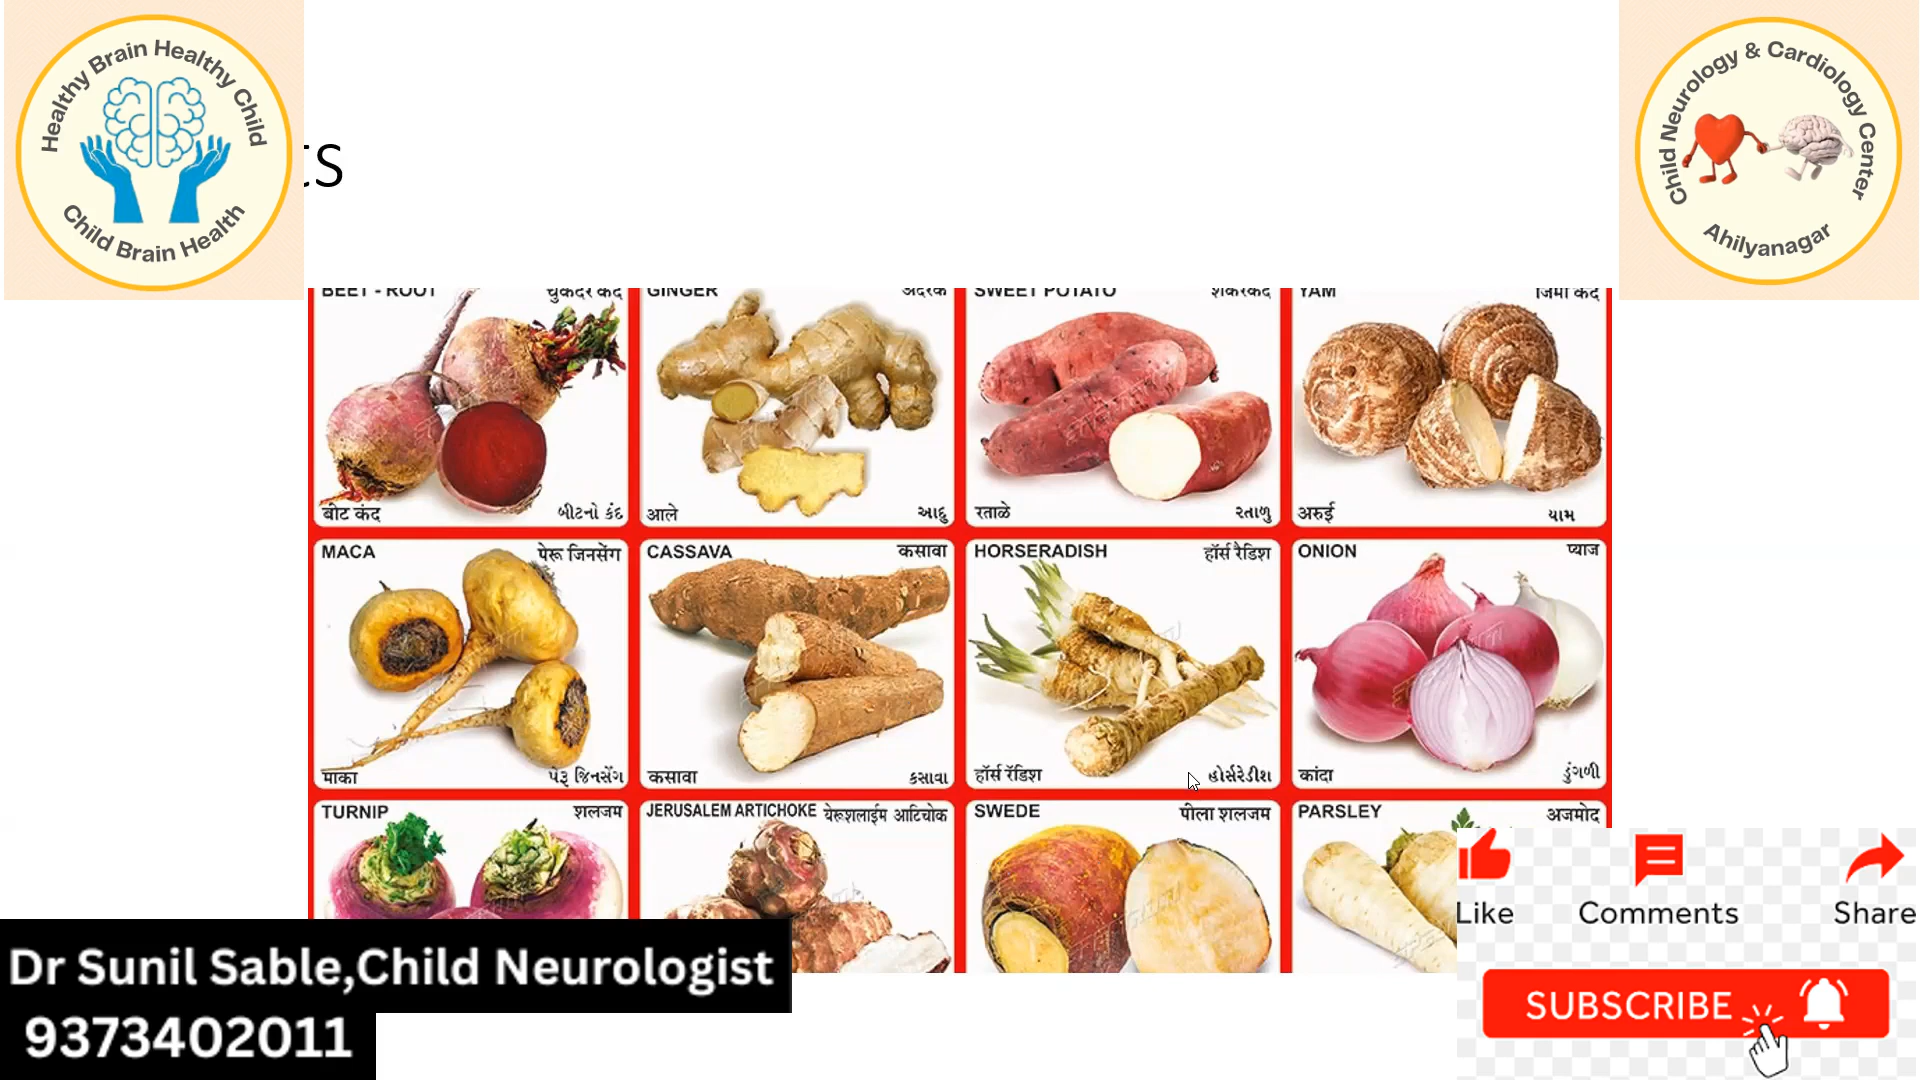 Healthy Brain Healthy Child
Child Brain Health
Child Neurology & Cardiology Center
Ahilyanagar
BEET - ROOT चुकंदर कंद
बीट कंद બીટનો કંદ
GINGER अदरक
आले આદુ
SWEET POTATO शकरकंद
रताळे રતાળુ
YAM जिमी कंद
अरुई યામ
MACA पेरू जिनसेंग
माका પેરૂ જિનસેંગ
CASSAVA कसावा
कसावा કસાવા
HORSERADISH हॉर्स रैडिश
हॉर्स रॅडिश હોર્સરેડીશ
ONION प्याज
कांदा ડુંગળી
TURNIP शलजम
JERUSALEM ARTICHOKE येरूशलाईम आटिचोक
SWEDE पीला शलजम
PARSLEY अजमोद
Like Comments Share
SUBSCRIBE
Dr Sunil Sable,Child Neurologist
9373402011